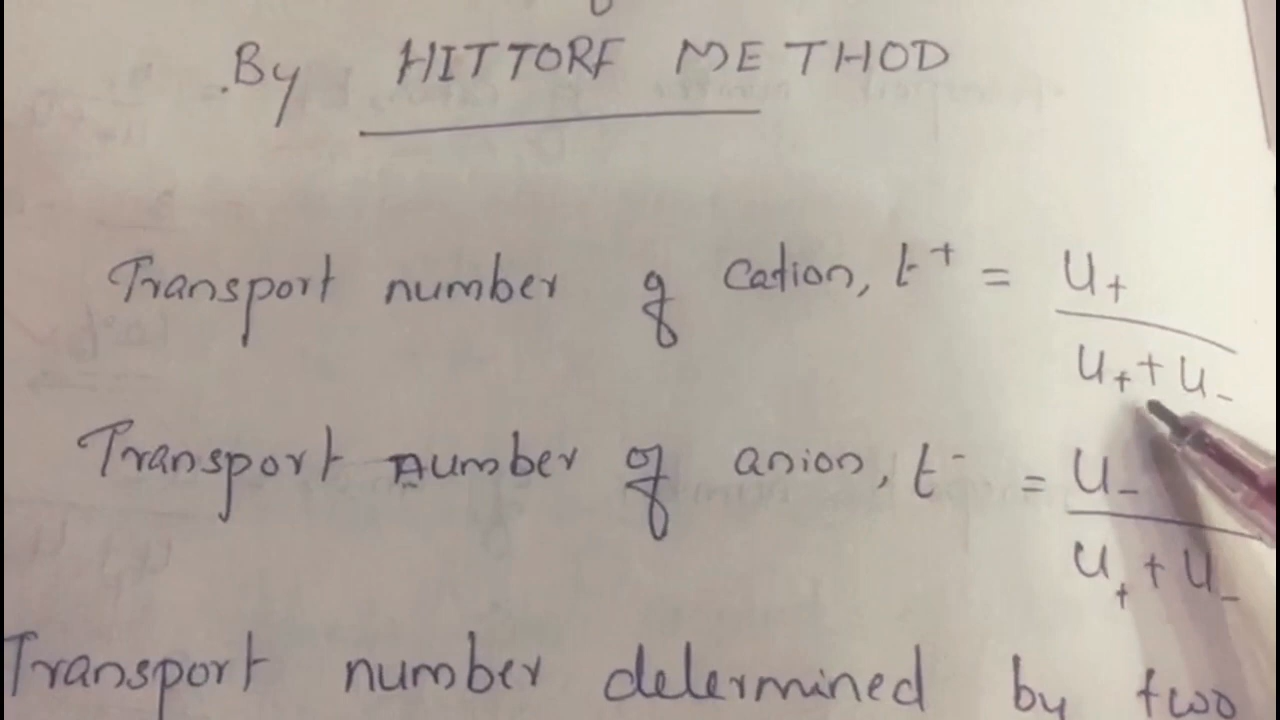 By HITTORF METHOD
Transport number of cation, t+ = U+
U+ + U-
Transport number of anion, t- = U-
U+ + U-
Transport number determined by two